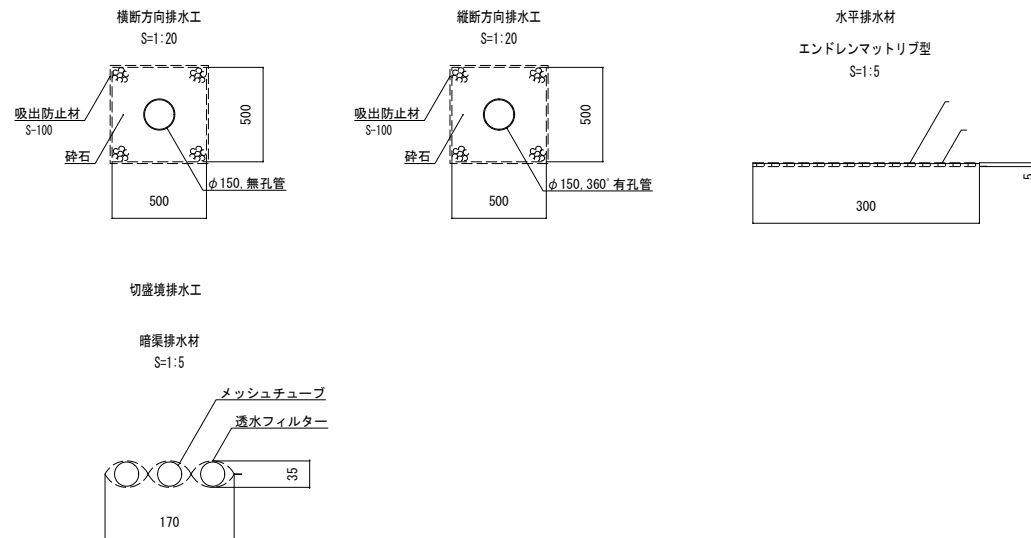 横断方向排水工
S=1:20
吸出防止材
S-100
砕石
φ150,無孔管
500
500
縦断方向排水工
S=1:20
吸出防止材
S-100
砕石
φ150,360°有孔管
500
500
水平排水材
エンドレンマットリブ型
S=1:5
300
5
切盛境排水工
暗渠排水材
S=1:5
メッシュチューブ
透水フィルター
35
170